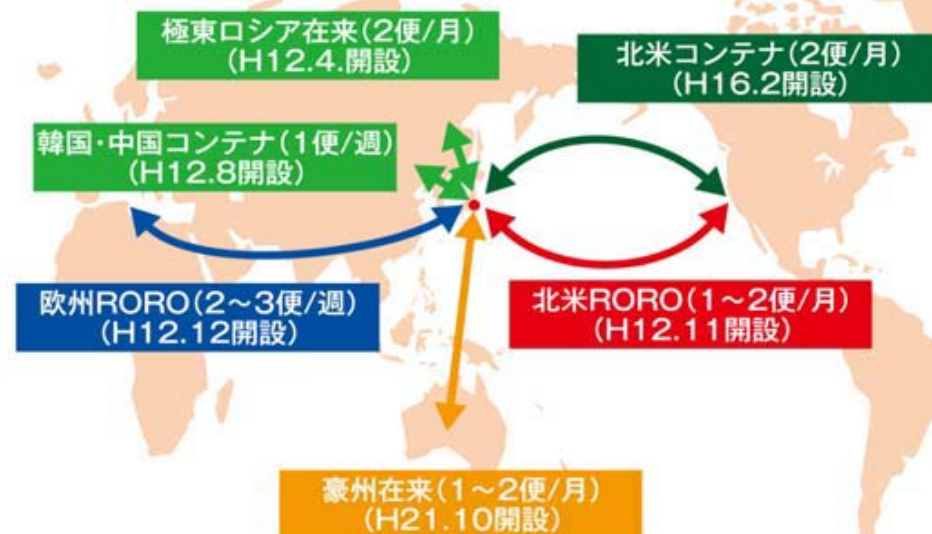 極東ロシア在来(2便/月)
(H12.4.開設)
北米コンテナ(2便/月)
(H16.2開設)
韓国・中国コンテナ(1便/週)
(H12.8開設)
欧州RORO(2〜3便/週)
(H12.12開設)
北米RORO(1〜2便/月)
(H12.11開設)
豪州在来(1〜2便/月)
(H21.10開設)